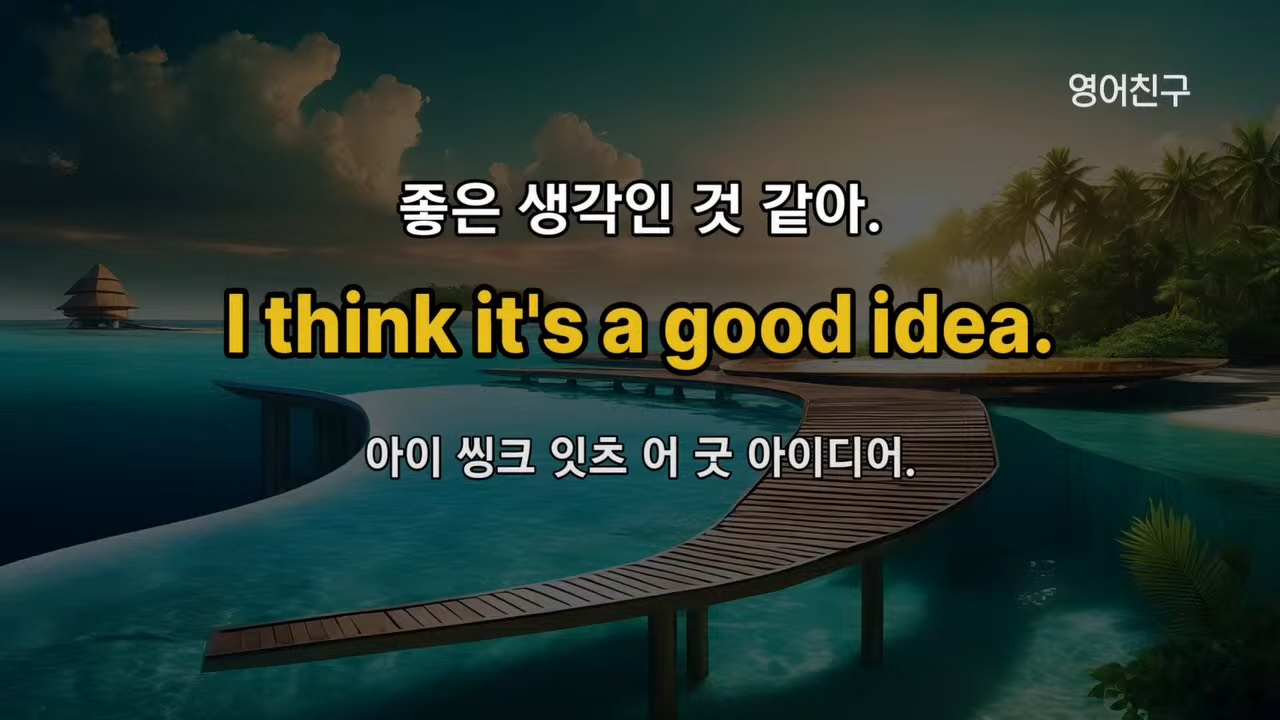 영어친구
좋은 생각인 것 같아.
I think it's a good idea.
아이 씽크 잇츠 어 굿 아이디어.